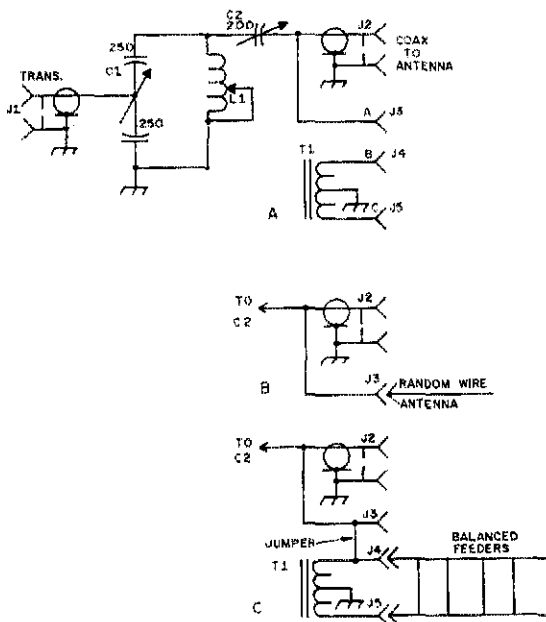 C2
200
J2
250
COAX
TO
ANTENNA
TRANS.
C1
J1
L1
A
J3
250
T1
B
J4
C
J5
A
TO
C2
J2
J3
RANDOM WIRE
ANTENNA
B
TO
C2
J2
J3
JUMPER
J4
BALANCED
FEEDERS
T1
J5
C